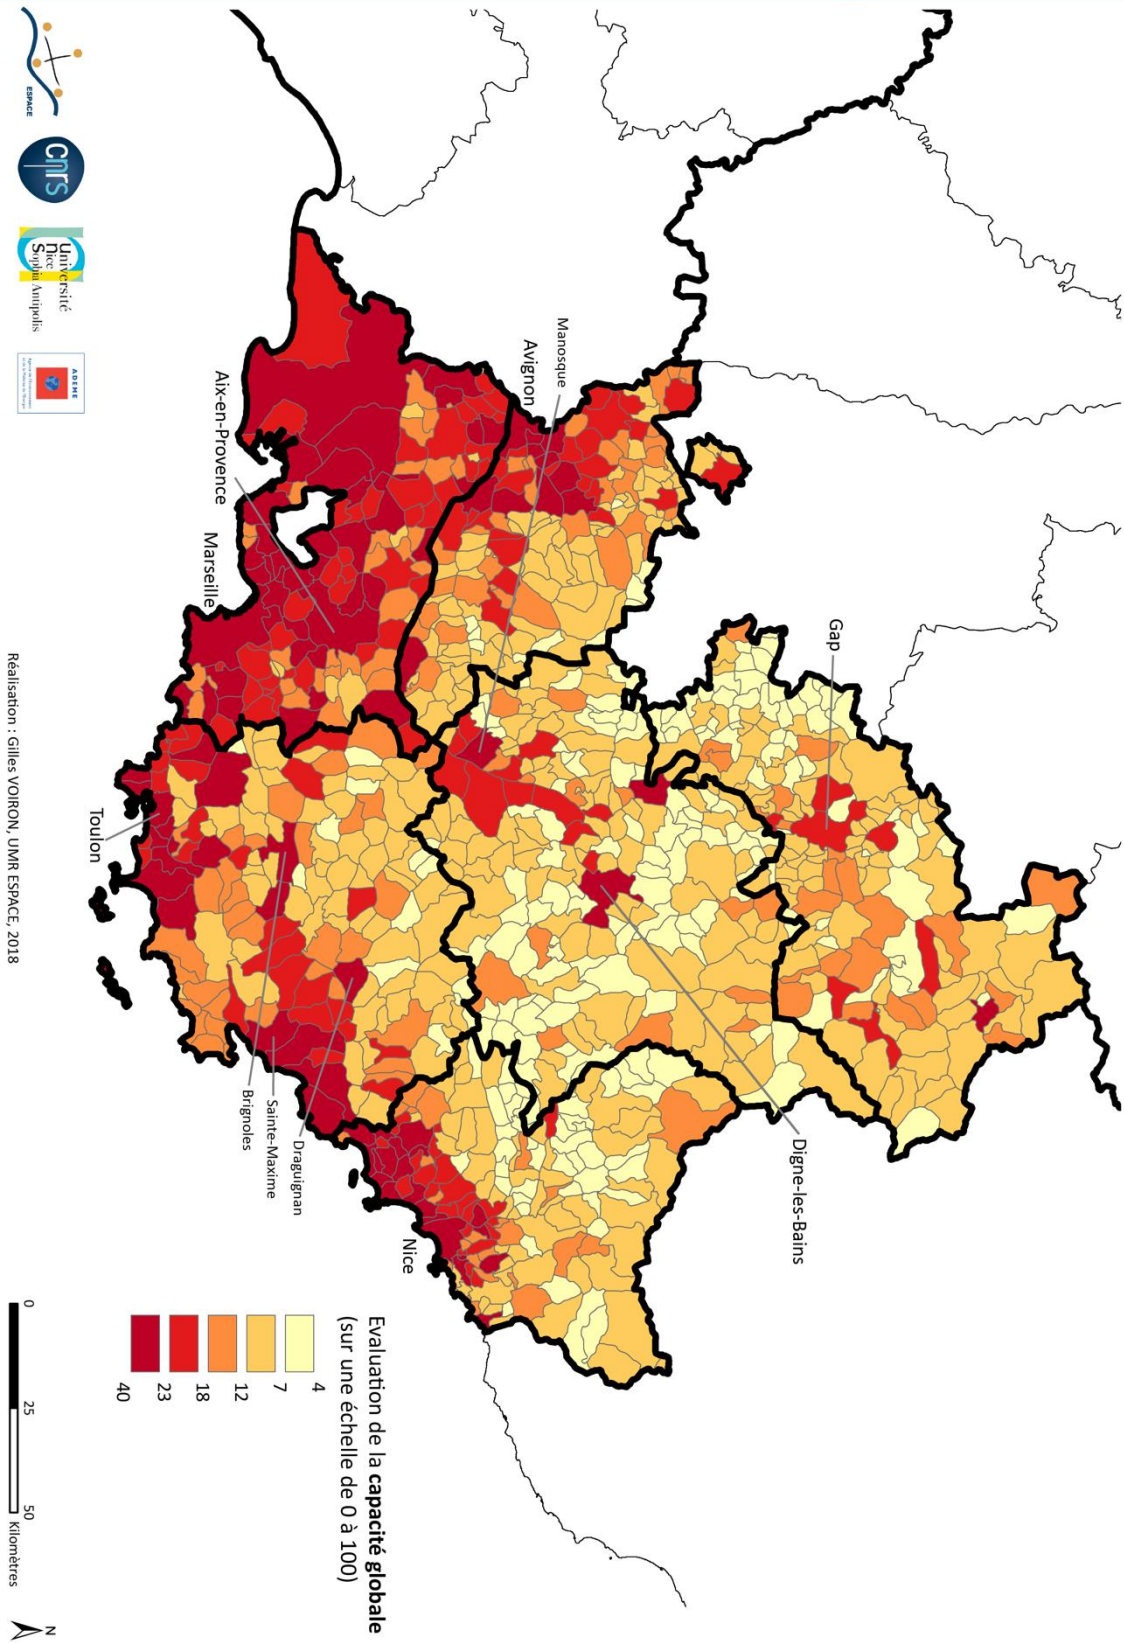 Gap
Manosque
Avignon
Digne-les-Bains
Aix-en-Provence
Marseille
Nice
Draguignan
Sainte-Maxime
Brignoles
Toulon
Evaluation de la capacité globale
(sur une échelle de 0 à 100)
4
7
12
18
23
40
0 25 50 Kilomètres
N
ESPACE
cnrs
Université
nice
Sophia Antipolis
ADEME
Réalisation : Gilles VOIRON, UMR ESPACE, 2018